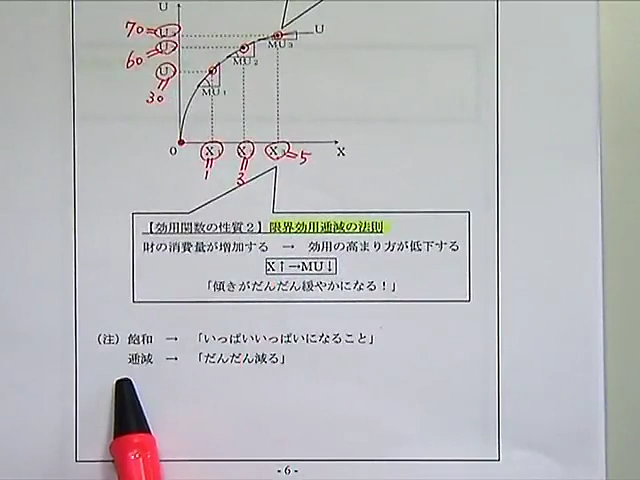 U
70= U U
60= U
MU3
MU2
U
MU1
30
0 X X X =5 X
1 3
【効用関数の性質２】限界効用逓減の法則
財の消費量が増加する → 効用の高まり方が低下する
X↑→MU↓
「傾きがだんだん緩やかになる！」
（注）飽和 → 「いっぱいいっぱいになること」
逓減 → 「だんだん減る」
- 6 -